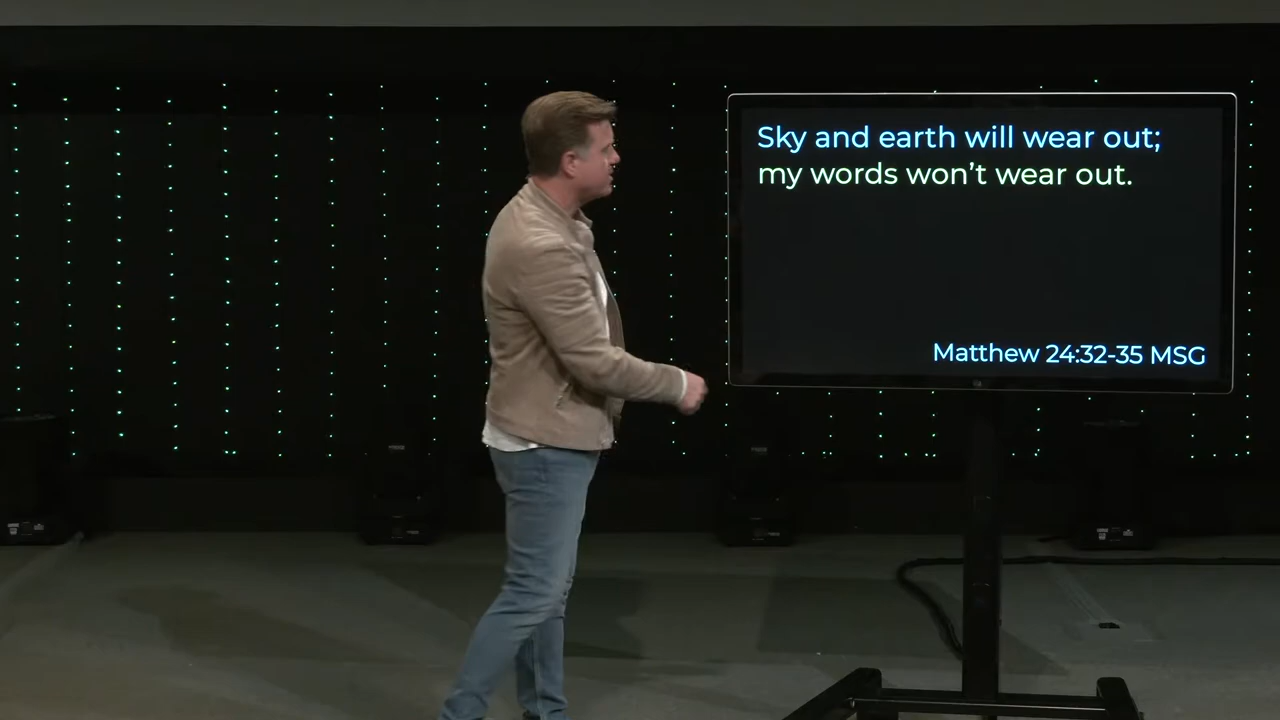 Sky and earth will wear out;
my words won’t wear out.
Matthew 24:32-35 MSG